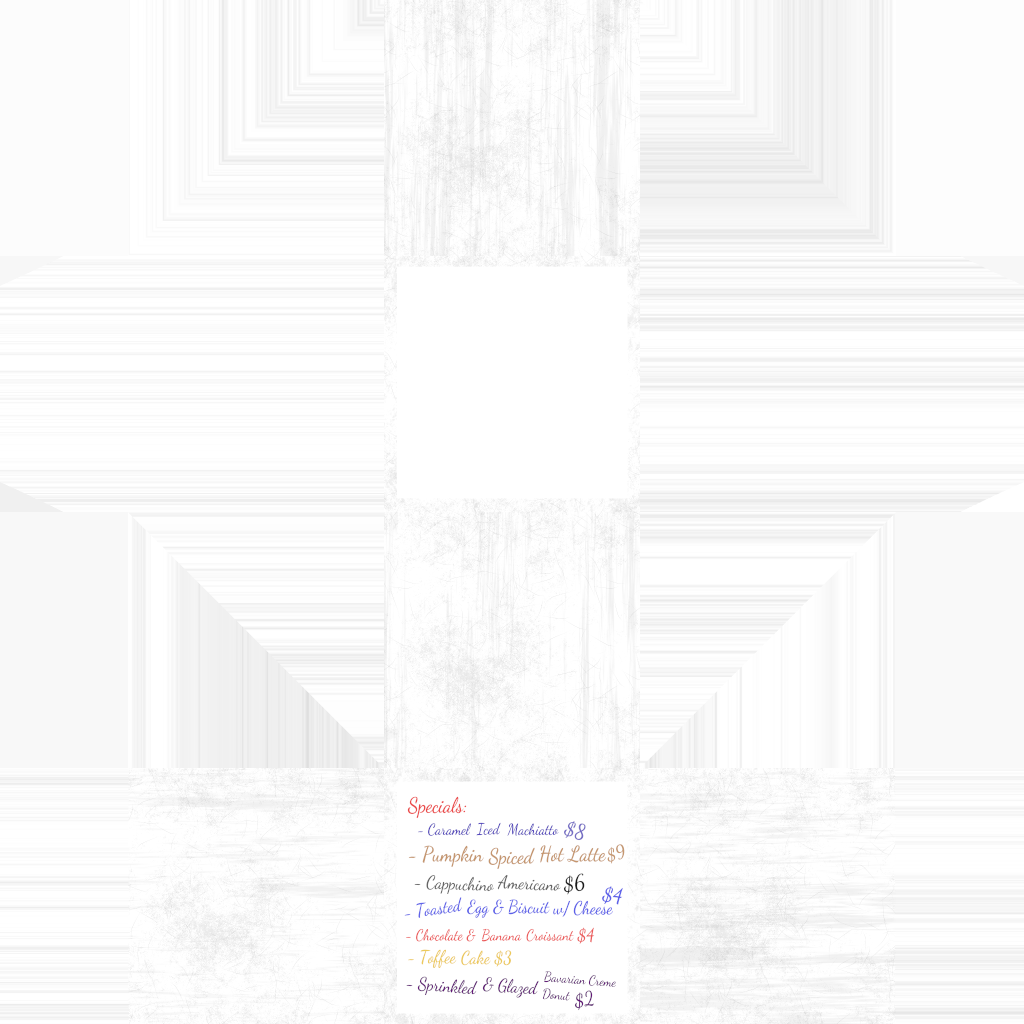 Specials:
- Caramel Iced Machiatto $8
- Pumpkin Spiced Hot Latte $9
- Cappuchino Americano $6
- Toasted Egg & Biscuit w/ Cheese $4
- Chocolate & Banana Croissant $4
- Toffee Cake $3
- Sprinkled & Glazed Bavarian Creme
Donut $2